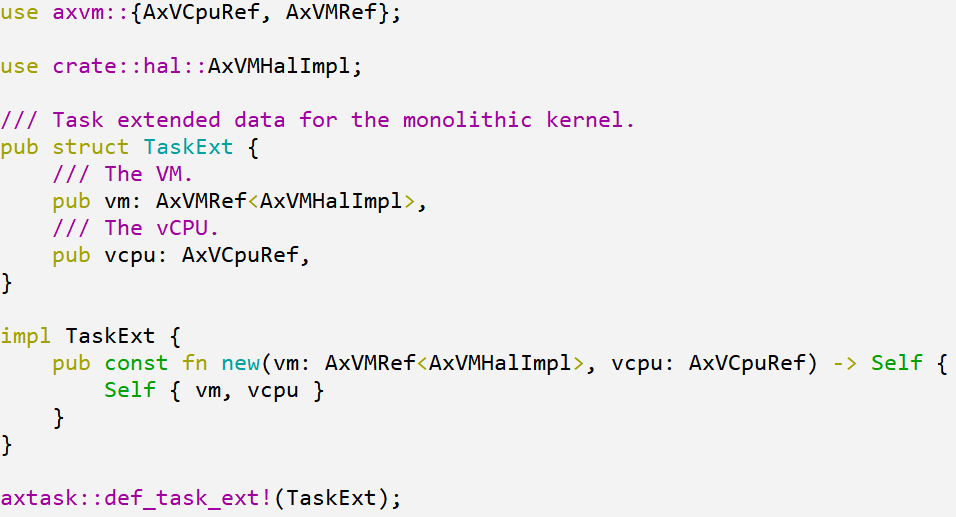 use axvm::{AxVCpuRef, AxVMRef};
use crate::hal::AxVMHalImpl;
/// Task extended data for the monolithic kernel.
pub struct TaskExt {
    /// The VM.
    pub vm: AxVMRef<AxVMHalImpl>,
    /// The vCPU.
    pub vcpu: AxVCpuRef,
}
impl TaskExt {
    pub const fn new(vm: AxVMRef<AxVMHalImpl>, vcpu: AxVCpuRef) -> Self {
        Self { vm, vcpu }
    }
}
axtask::def_task_ext!(TaskExt);